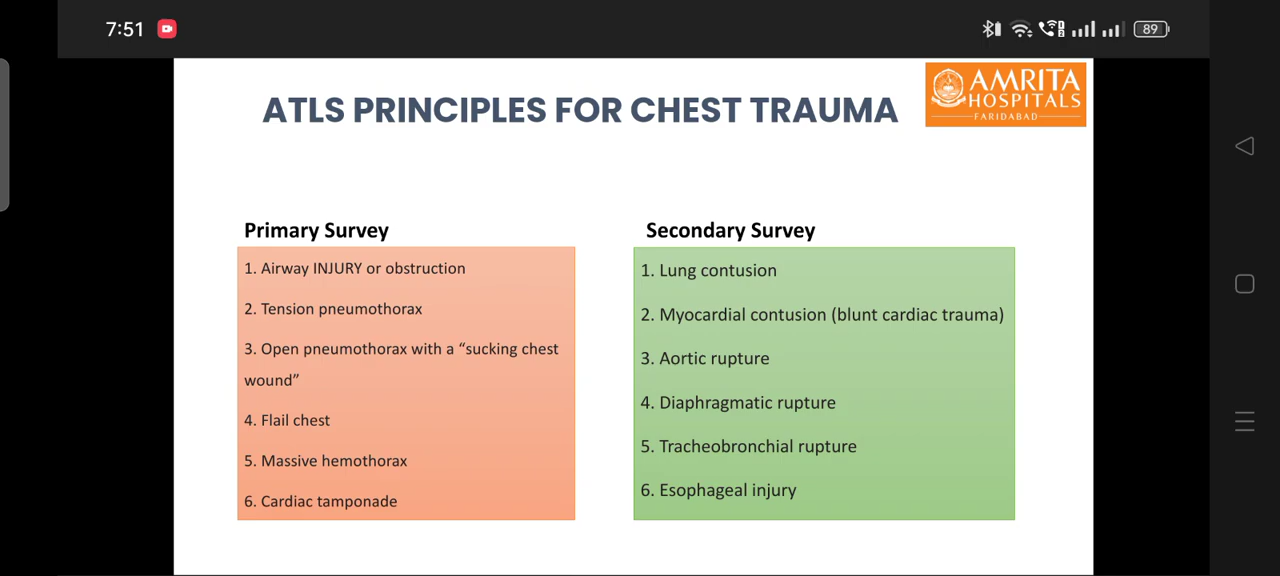 7:51
89
AMRITA
HOSPITALS
FARIDABAD
ATLS PRINCIPLES FOR CHEST TRAUMA
Primary Survey
1. Airway INJURY or obstruction
2. Tension pneumothorax
3. Open pneumothorax with a “sucking chest
wound”
4. Flail chest
5. Massive hemothorax
6. Cardiac tamponade
Secondary Survey
1. Lung contusion
2. Myocardial contusion (blunt cardiac trauma)
3. Aortic rupture
4. Diaphragmatic rupture
5. Tracheobronchial rupture
6. Esophageal injury